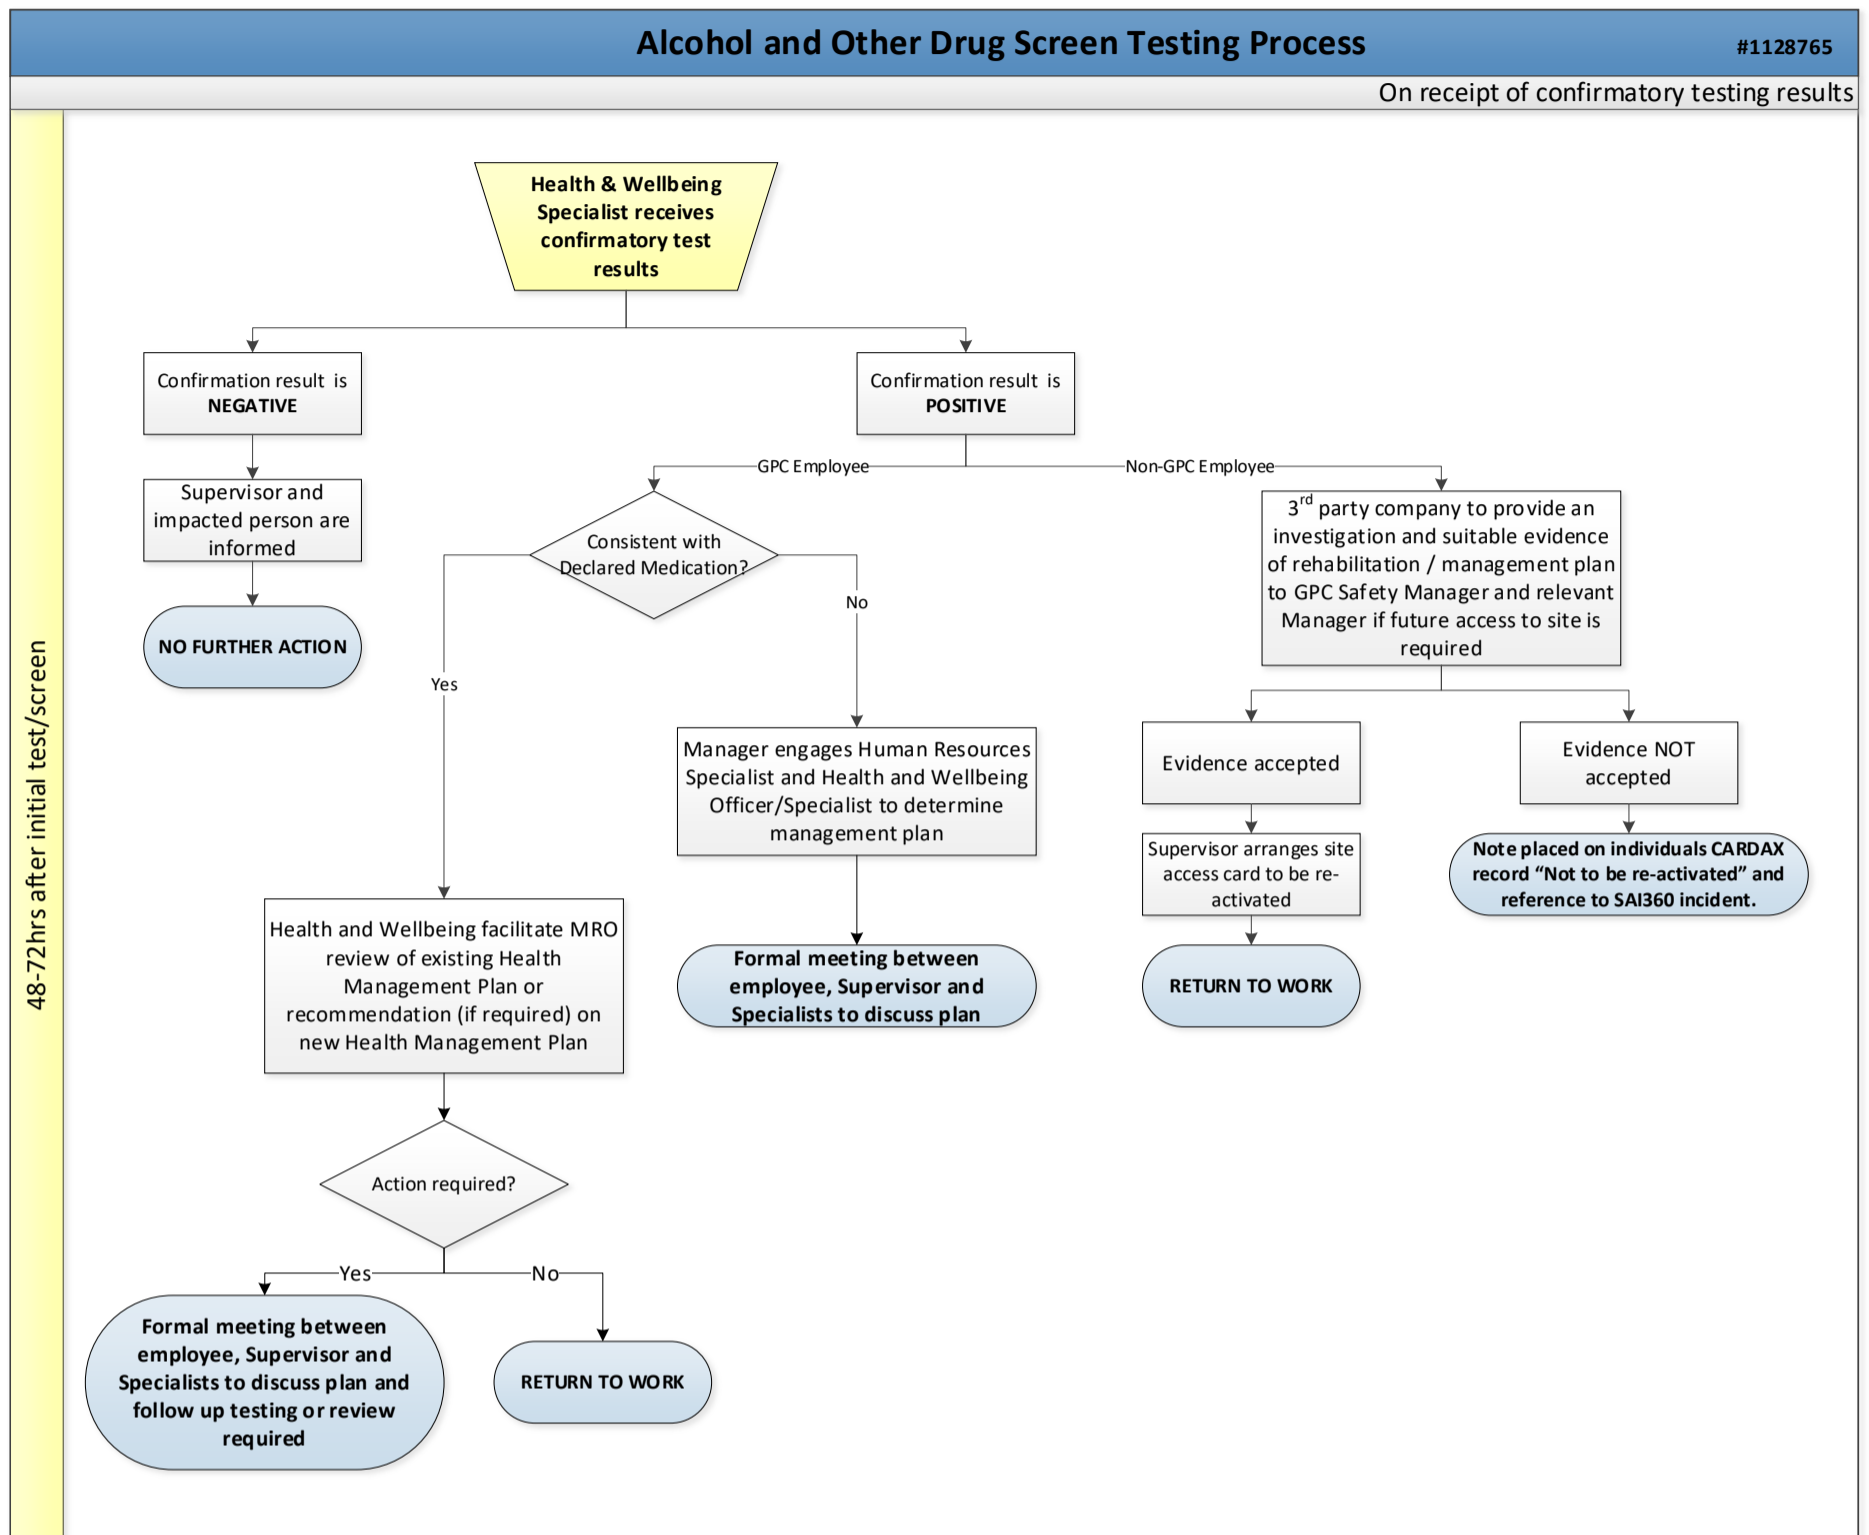 Alcohol and Other Drug Screen Testing Process
#1128765
On receipt of confirmatory testing results
48-72hrs after initial test/screen
Health & Wellbeing
Specialist receives
confirmatory test
results
Confirmation result is
NEGATIVE
Confirmation result is
POSITIVE
Supervisor and
impacted person are
informed
NO FURTHER ACTION
GPC Employee
Non-GPC Employee
Consistent with
Declared Medication?
Yes
No
3rd party company to provide an
investigation and suitable evidence
of rehabilitation / management plan
to GPC Safety Manager and relevant
Manager if future access to site is
required
Manager engages Human Resources
Specialist and Health and Wellbeing
Officer/Specialist to determine
management plan
Formal meeting between
employee, Supervisor and
Specialists to discuss plan
Evidence accepted
Supervisor arranges site
access card to be re-
activated
RETURN TO WORK
Evidence NOT
accepted
Note placed on individuals CARDAX
record “Not to be re-activated” and
reference to SAI360 incident.
Health and Wellbeing facilitate MRO
review of existing Health
Management Plan or
recommendation (if required) on
new Health Management Plan
Action required?
Yes
No
Formal meeting between
employee, Supervisor and
Specialists to discuss plan and
follow up testing or review
required
RETURN TO WORK